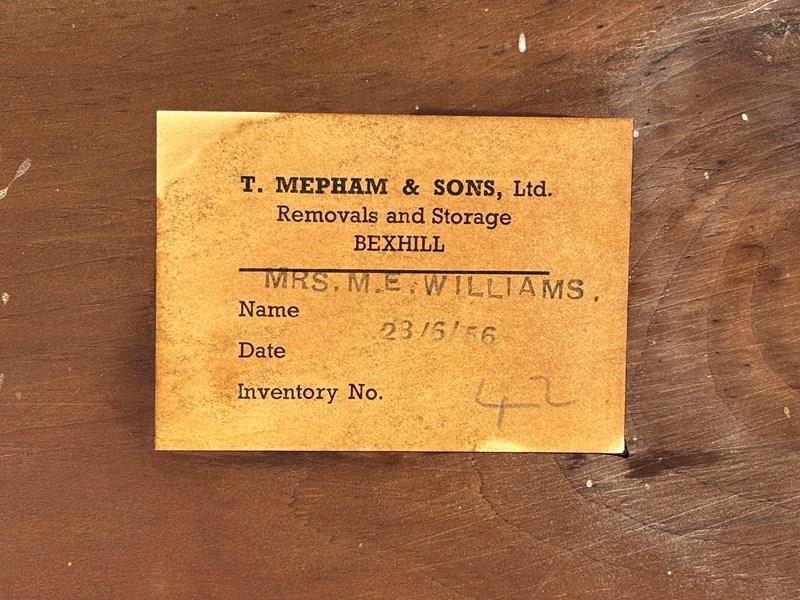 T. MEPHAM & SONS, Ltd.
Removals and Storage
BEXHILL
MRS. M. E. WILLIAMS.
Name
23/6/56
Date
Inventory No. 42